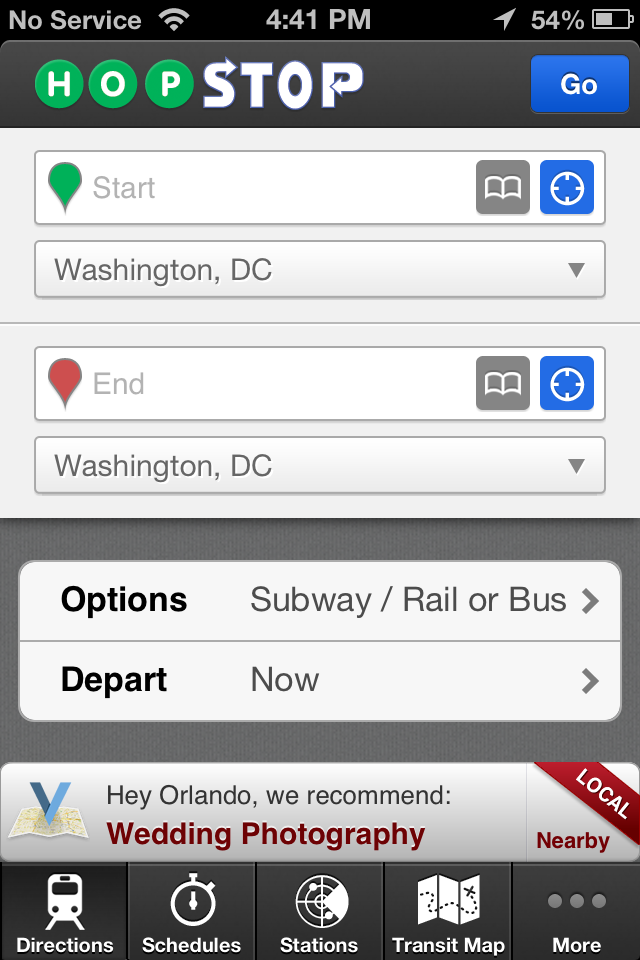 No Service 4:41 PM 54%
HOPSTOP Go
Start
Washington, DC
End
Washington, DC
Options Subway / Rail or Bus
Depart Now
Hey Orlando, we recommend:
Wedding Photography
LOCAL
Nearby
Directions Schedules Stations Transit Map More